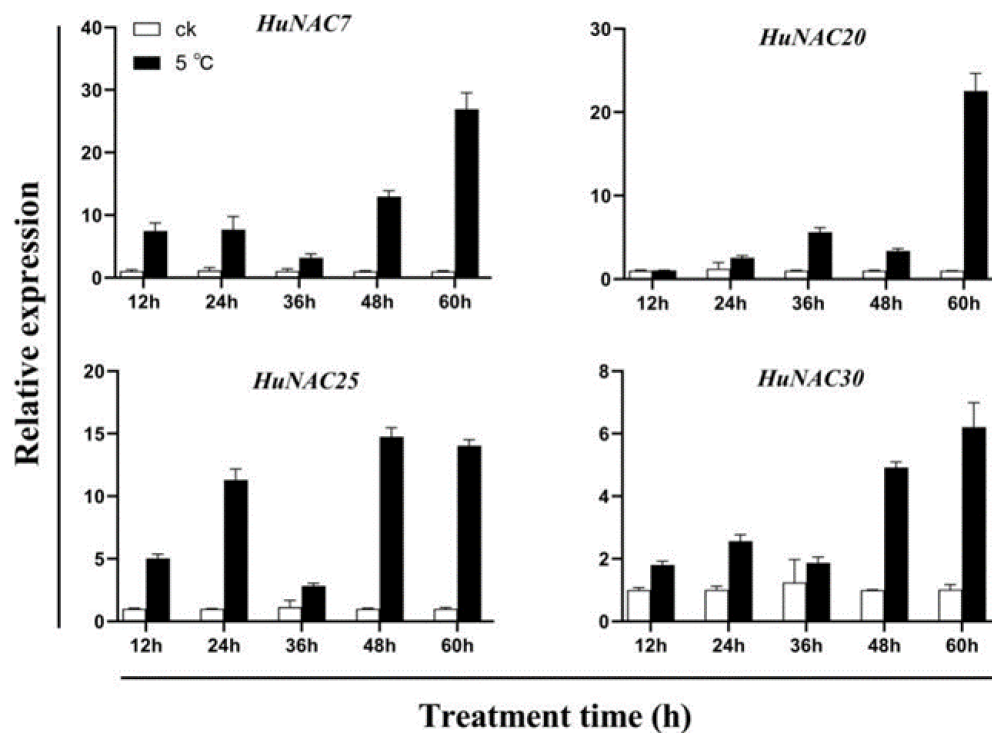 HuNAC7
ck
5 °C
40
30
20
10
0
12h 24h 36h 48h 60h
HuNAC20
30
20
10
0
12h 24h 36h 48h 60h
Relative expression
HuNAC25
20
15
10
5
0
12h 24h 36h 48h 60h
HuNAC30
8
6
4
2
0
12h 24h 36h 48h 60h
Treatment time (h)